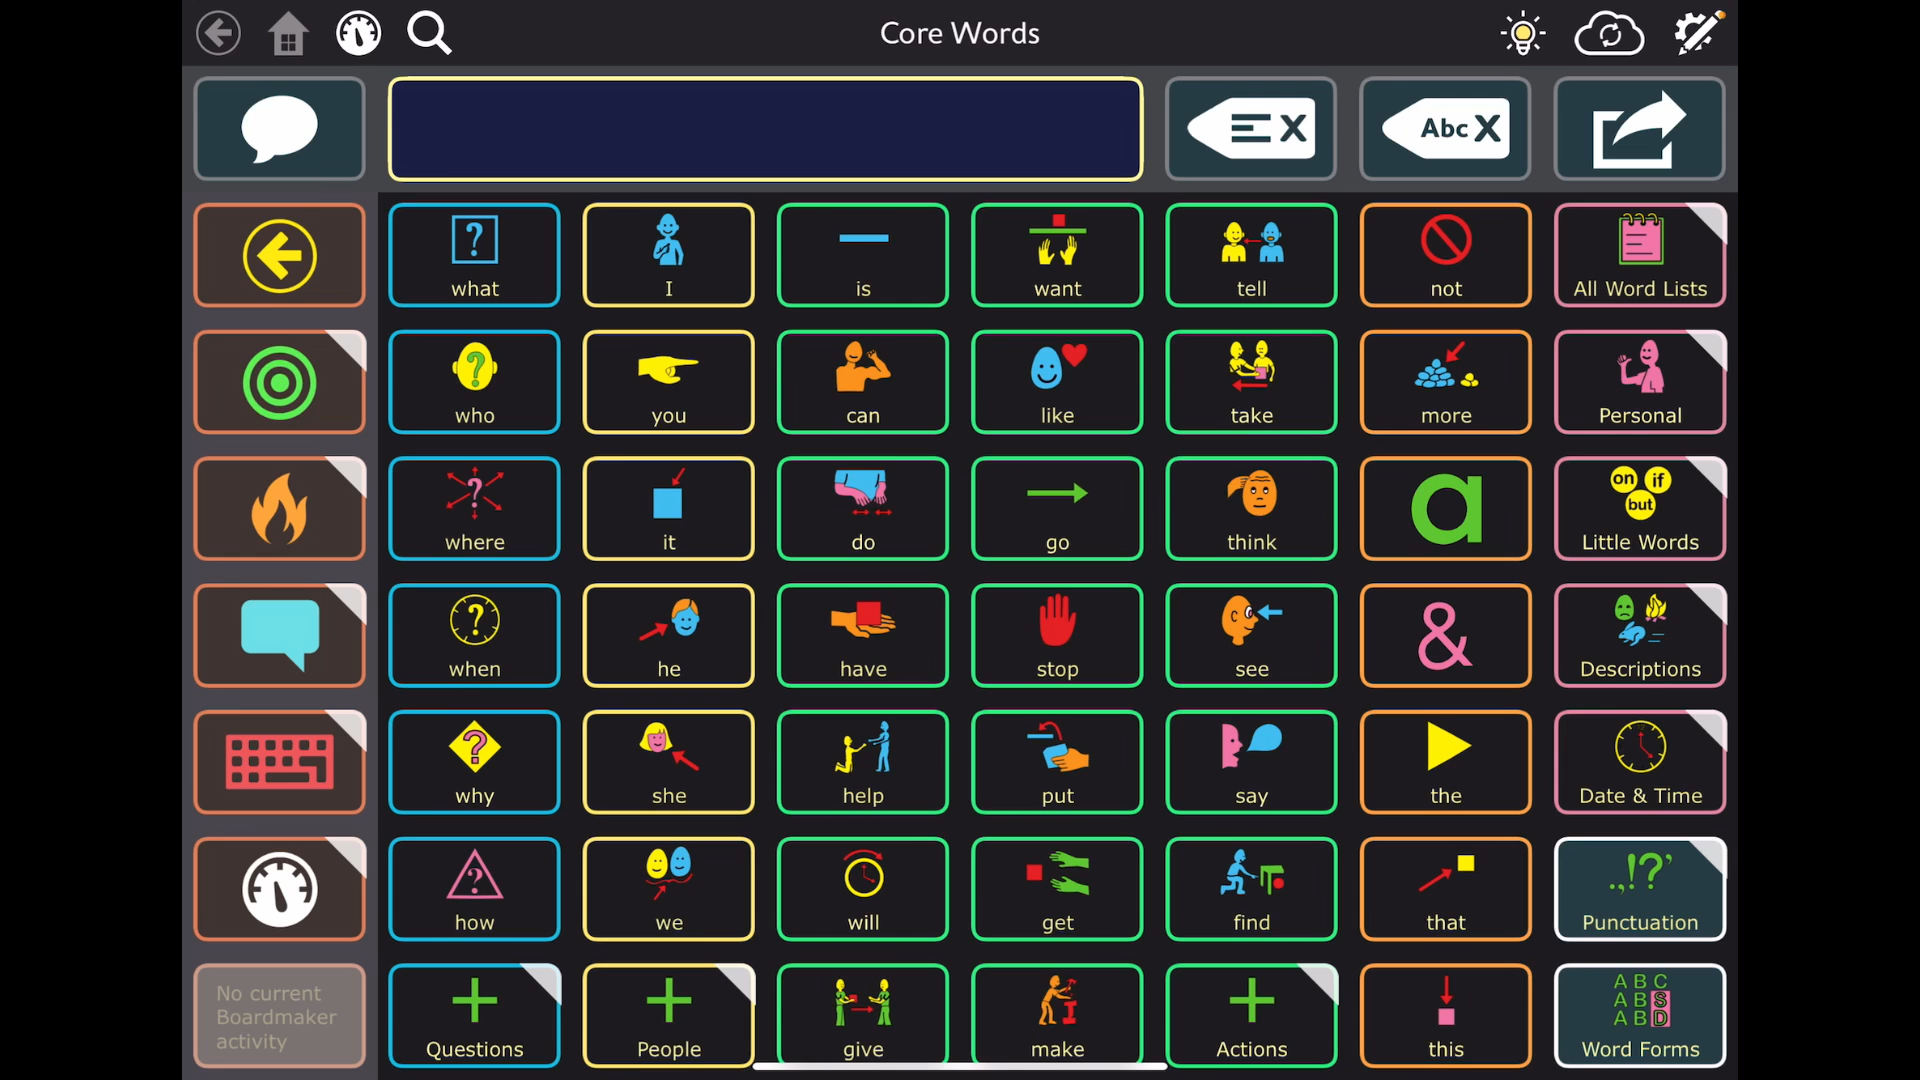 Core Words
Abc X
what
I
is
want
tell
not
All Word Lists
who
you
can
like
take
more
Personal
where
it
do
go
think
a
on if
but
Little Words
when
he
have
stop
see
&
Descriptions
why
she
help
put
say
the
Date & Time
how
we
will
get
find
that
.,!?’
Punctuation
No current
Boardmaker
activity
Questions
People
give
make
Actions
this
A B C
A B S
A B D
Word Forms